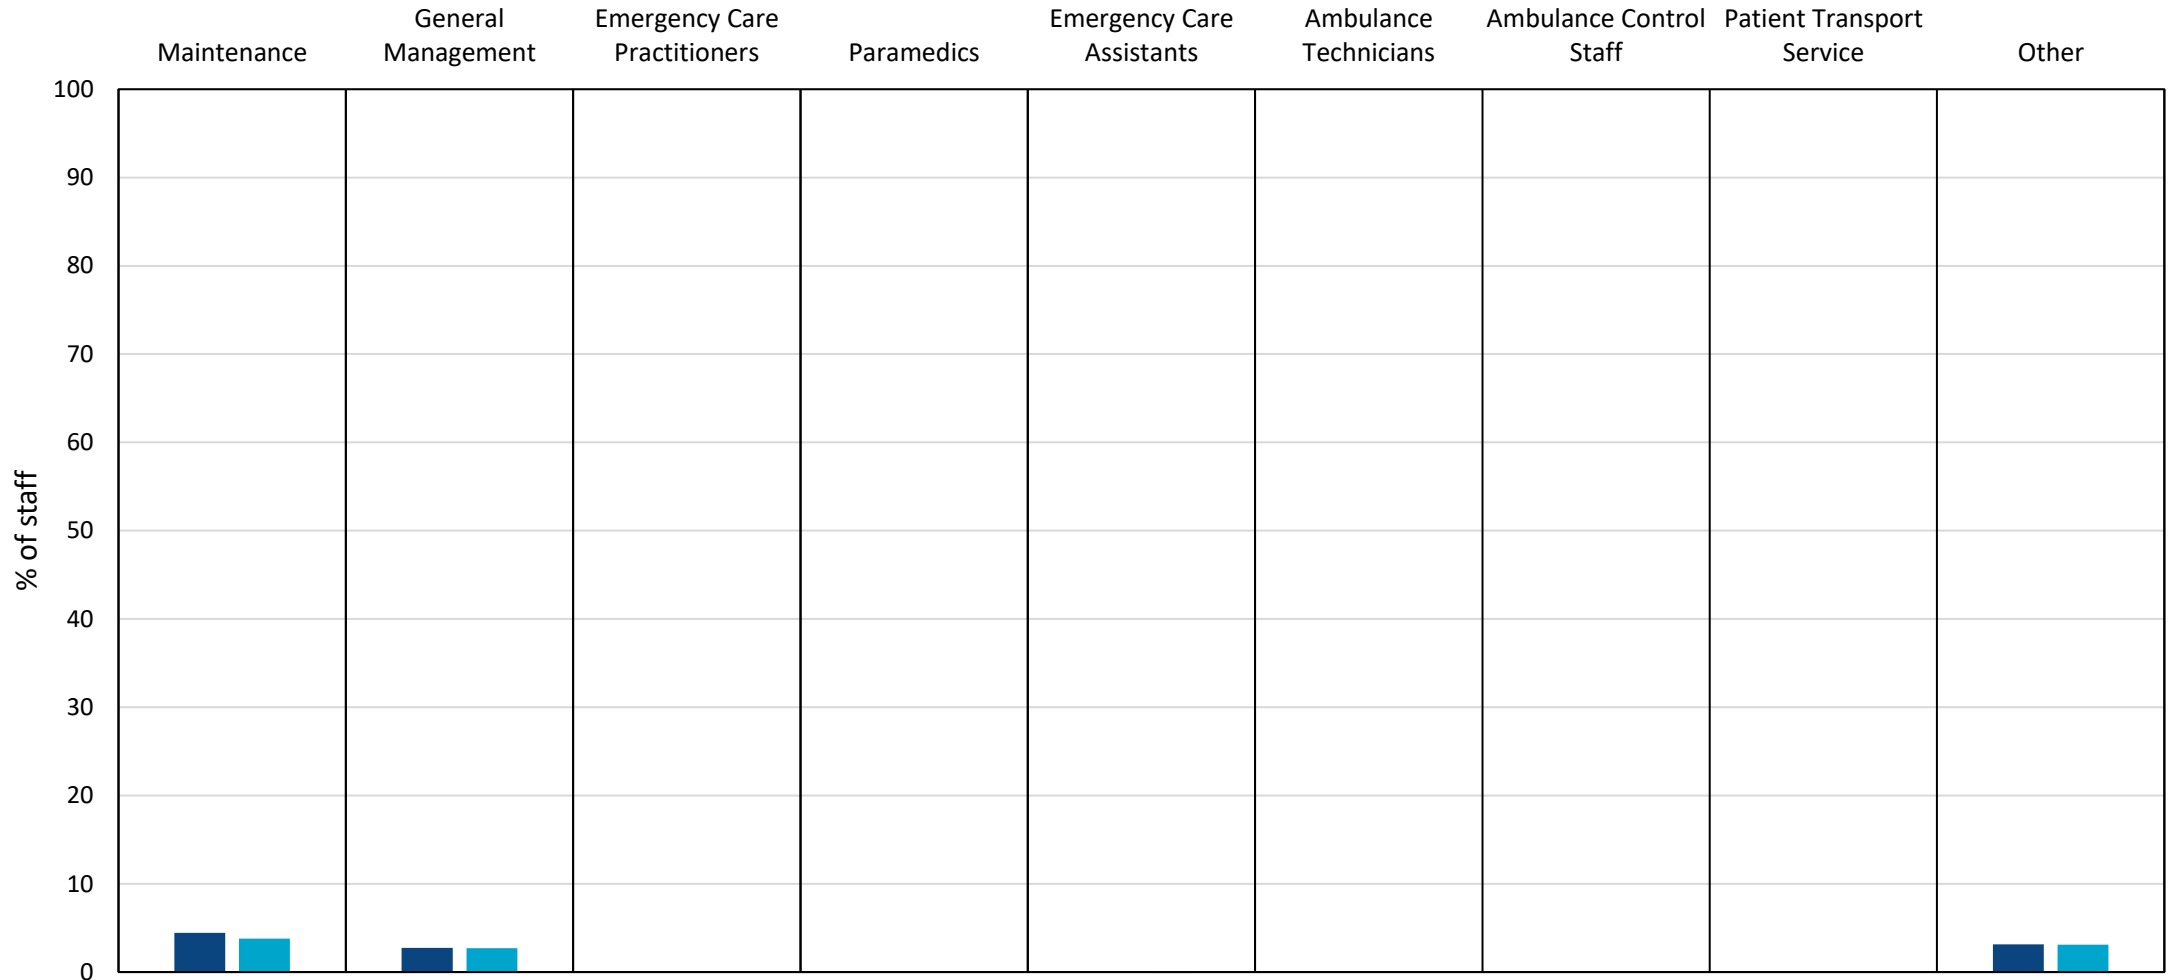 Maintenance
General
Management
Emergency Care
Practitioners
Paramedics
Emergency Care
Assistants
Ambulance
Technicians
Ambulance Control
Staff
Patient Transport
Service
Other
100
90
80
70
60
50
40
30
20
10
0
% of staff